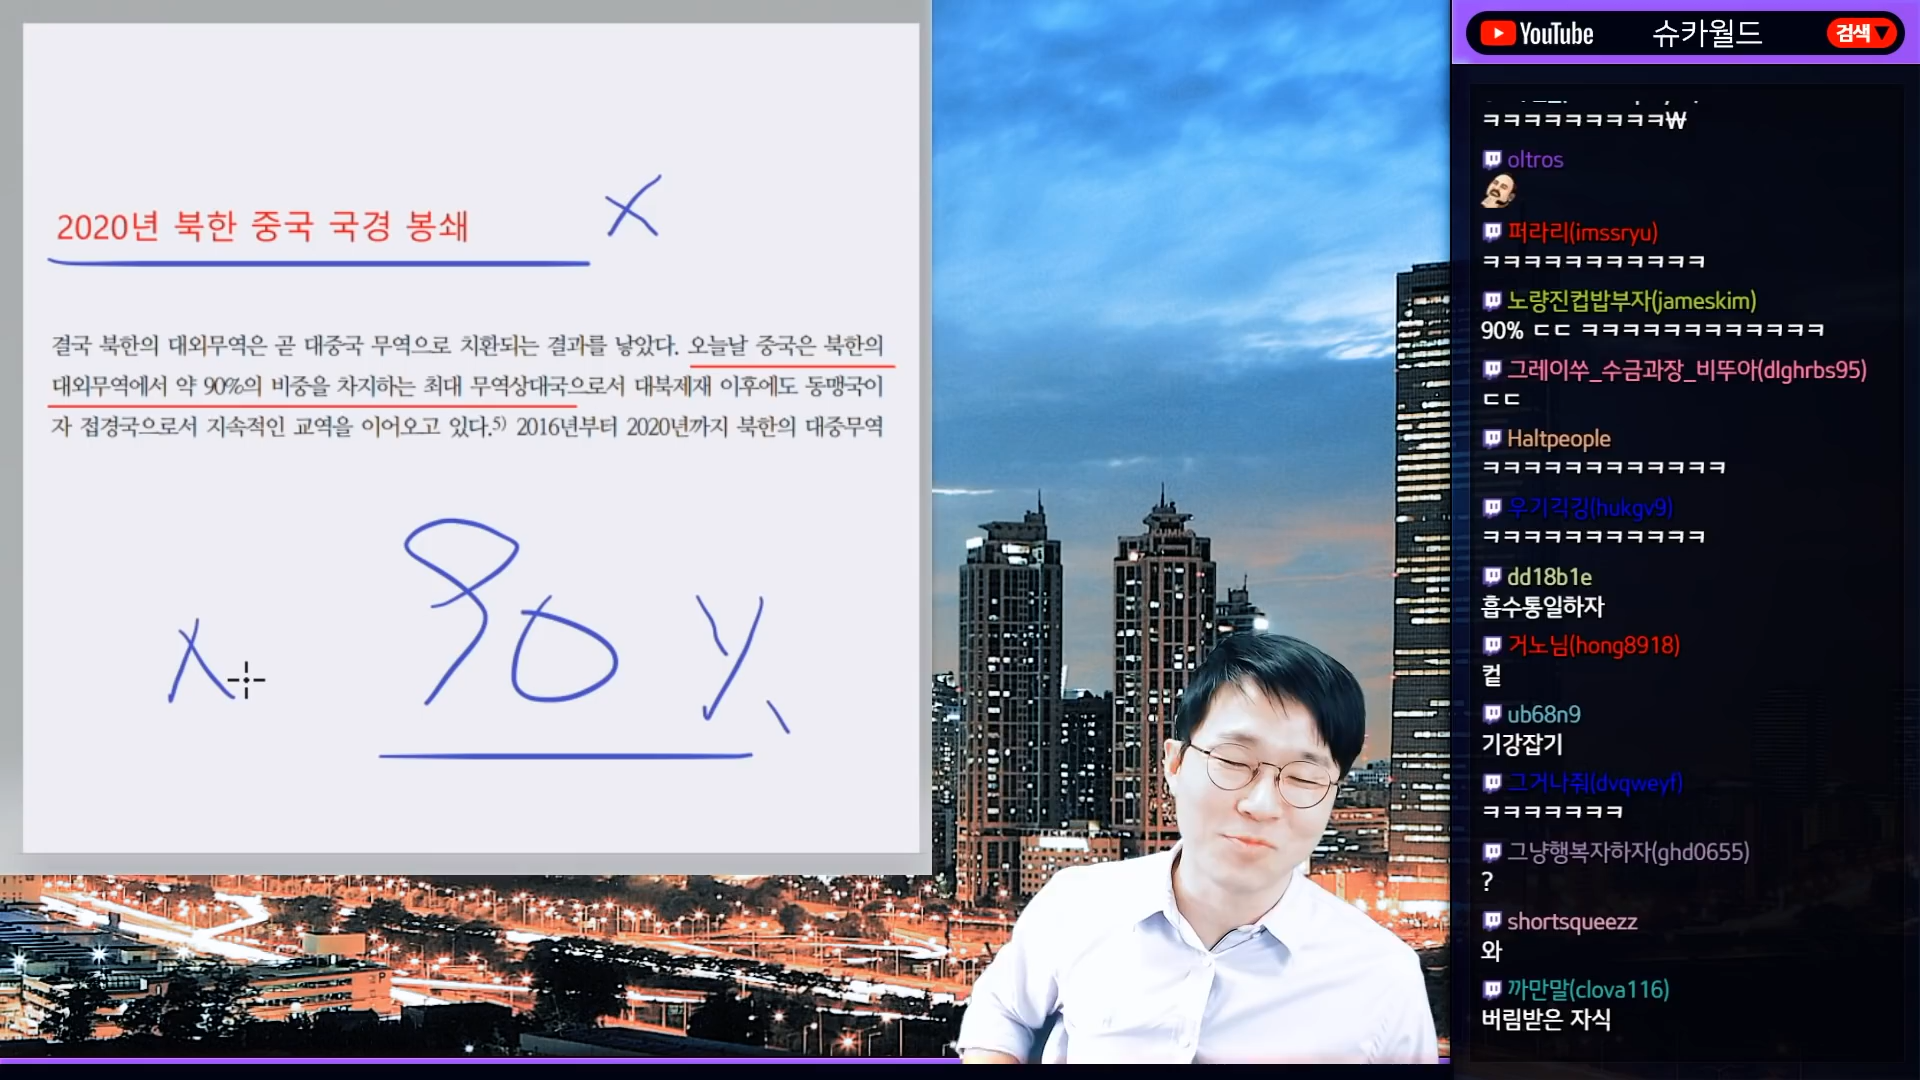 2020년 북한 중국 국경 봉쇄
X
결국 북한의 대외무역은 곧 대중국 무역으로 치환되는 결과를 낳았다. 오늘날 중국은 북한의
대외무역에서 약 90%의 비중을 차지하는 최대 무역상대국으로서 대북제재 이후에도 동맹국이
자 접경국으로서 지속적인 교역을 이어오고 있다.5) 2016년부터 2020년까지 북한의 대중무역
90 %
YouTube 슈카월드 검색▼
ㅋㅋㅋㅋㅋㅋㅋㅋㅋ₩
oltros
퍼라리(imssryu)
ㅋㅋㅋㅋㅋㅋㅋㅋㅋㅋㅋ
노량진컵밥부자(jameskim)
90% ㄷㄷ ㅋㅋㅋㅋㅋㅋㅋㅋㅋㅋㅋㅋ
그레이쑤_수금과장_비뚜아(dlghrbs95)
ㄷㄷ
Haltpeople
ㅋㅋㅋㅋㅋㅋㅋㅋㅋㅋㅋㅋ
우기긱깅(hukgv9)
ㅋㅋㅋㅋㅋㅋㅋㅋㅋㅋㅋ
dd18b1e
흡수통일하자
거노님(hong8918)
컽
ub68n9
기강잡기
그거나줘(dvqweyf)
ㅋㅋㅋㅋㅋㅋㅋ
그냥행복자하자(ghd0655)
?
shortsqueezz
와
까만말(clova116)
버림받은 자식